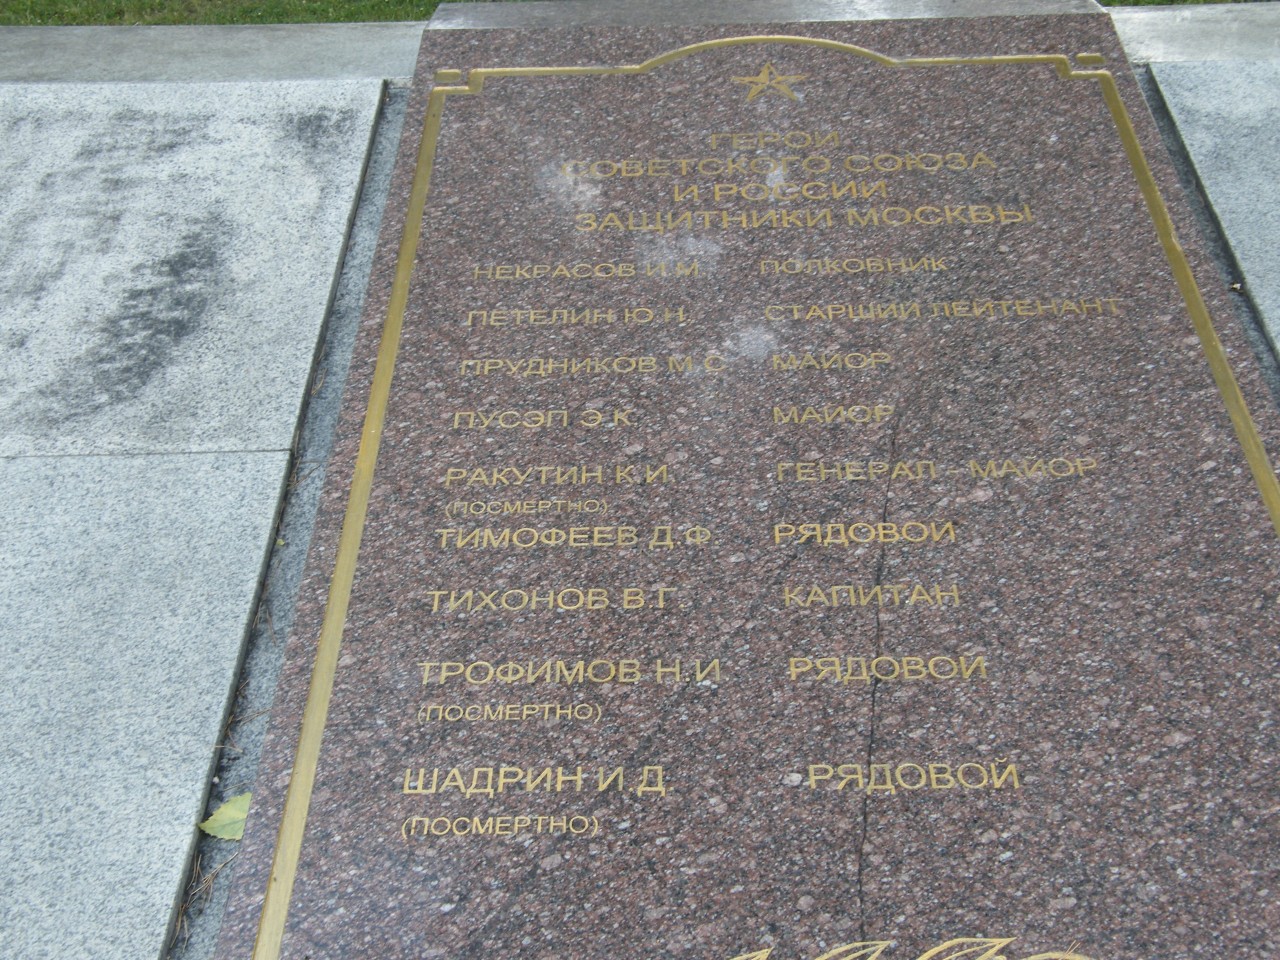 ГЕРОИ
СОВЕТСКОГО СОЮЗА
И РОССИИ
ЗАЩИТНИКИ МОСКВЫ
НЕКРАСОВ И.М. ПОЛКОВНИК
ПЕТЕЛИН Ю.Н. СТАРШИЙ ЛЕЙТЕНАНТ
ПРУДНИКОВ М.С. МАЙОР
ПУСЭП Э.К. МАЙОР
РАКУТИН К.И. ГЕНЕРАЛ - МАЙОР
(ПОСМЕРТНО)
ТИМОФЕЕВ Д.Ф. РЯДОВОЙ
ТИХОНОВ В.Г. КАПИТАН
ТРОФИМОВ Н.И. РЯДОВОЙ
(ПОСМЕРТНО)
ШАДРИН И.Д. РЯДОВОЙ
(ПОСМЕРТНО)